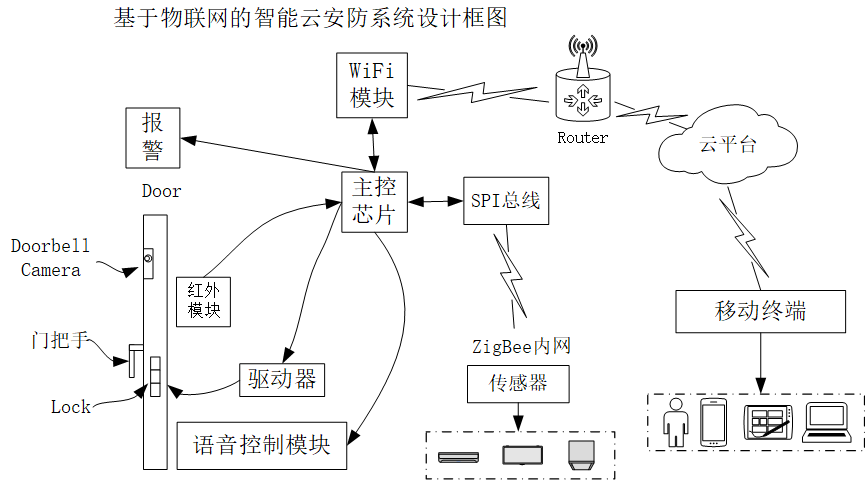 基于物联网的智能云安防系统设计框图
WiFi
模块
Router
报
警
云平台
Door
主控
芯片
SPI总线
Doorbell
Camera
红外
模块
移动终端
门把手
ZigBee内网
驱动器
传感器
Lock
语音控制模块